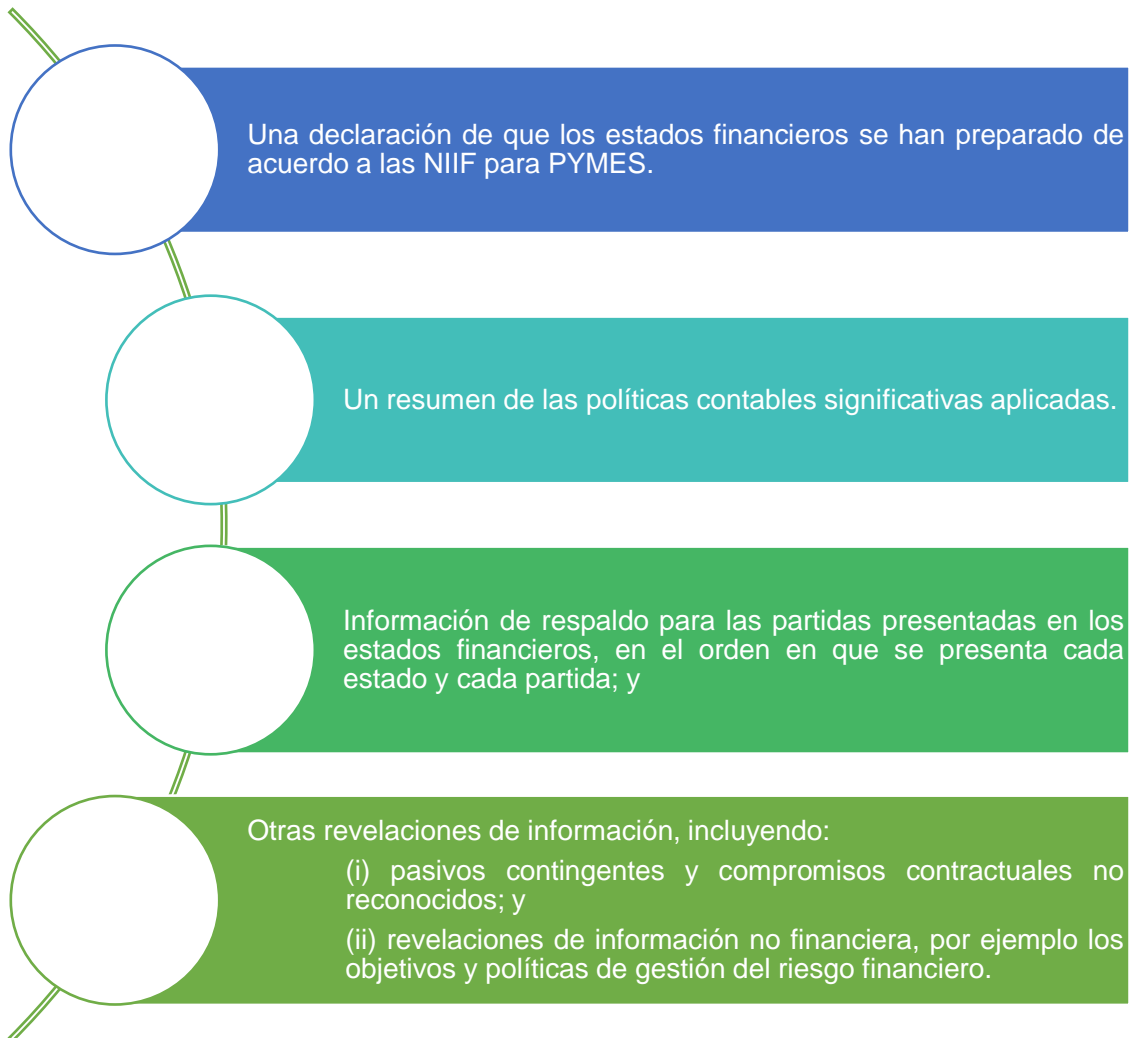 Una declaración de que los estados financieros se han preparado de
acuerdo a las NIIF para PYMES.
Un resumen de las políticas contables significativas aplicadas.
Información de respaldo para las partidas presentadas en los
estados financieros, en el orden en que se presenta cada
estado y cada partida; y
Otras revelaciones de información, incluyendo:
(i) pasivos contingentes y compromisos contractuales no
reconocidos; y
(ii) revelaciones de información no financiera, por ejemplo los
objetivos y políticas de gestión del riesgo financiero.